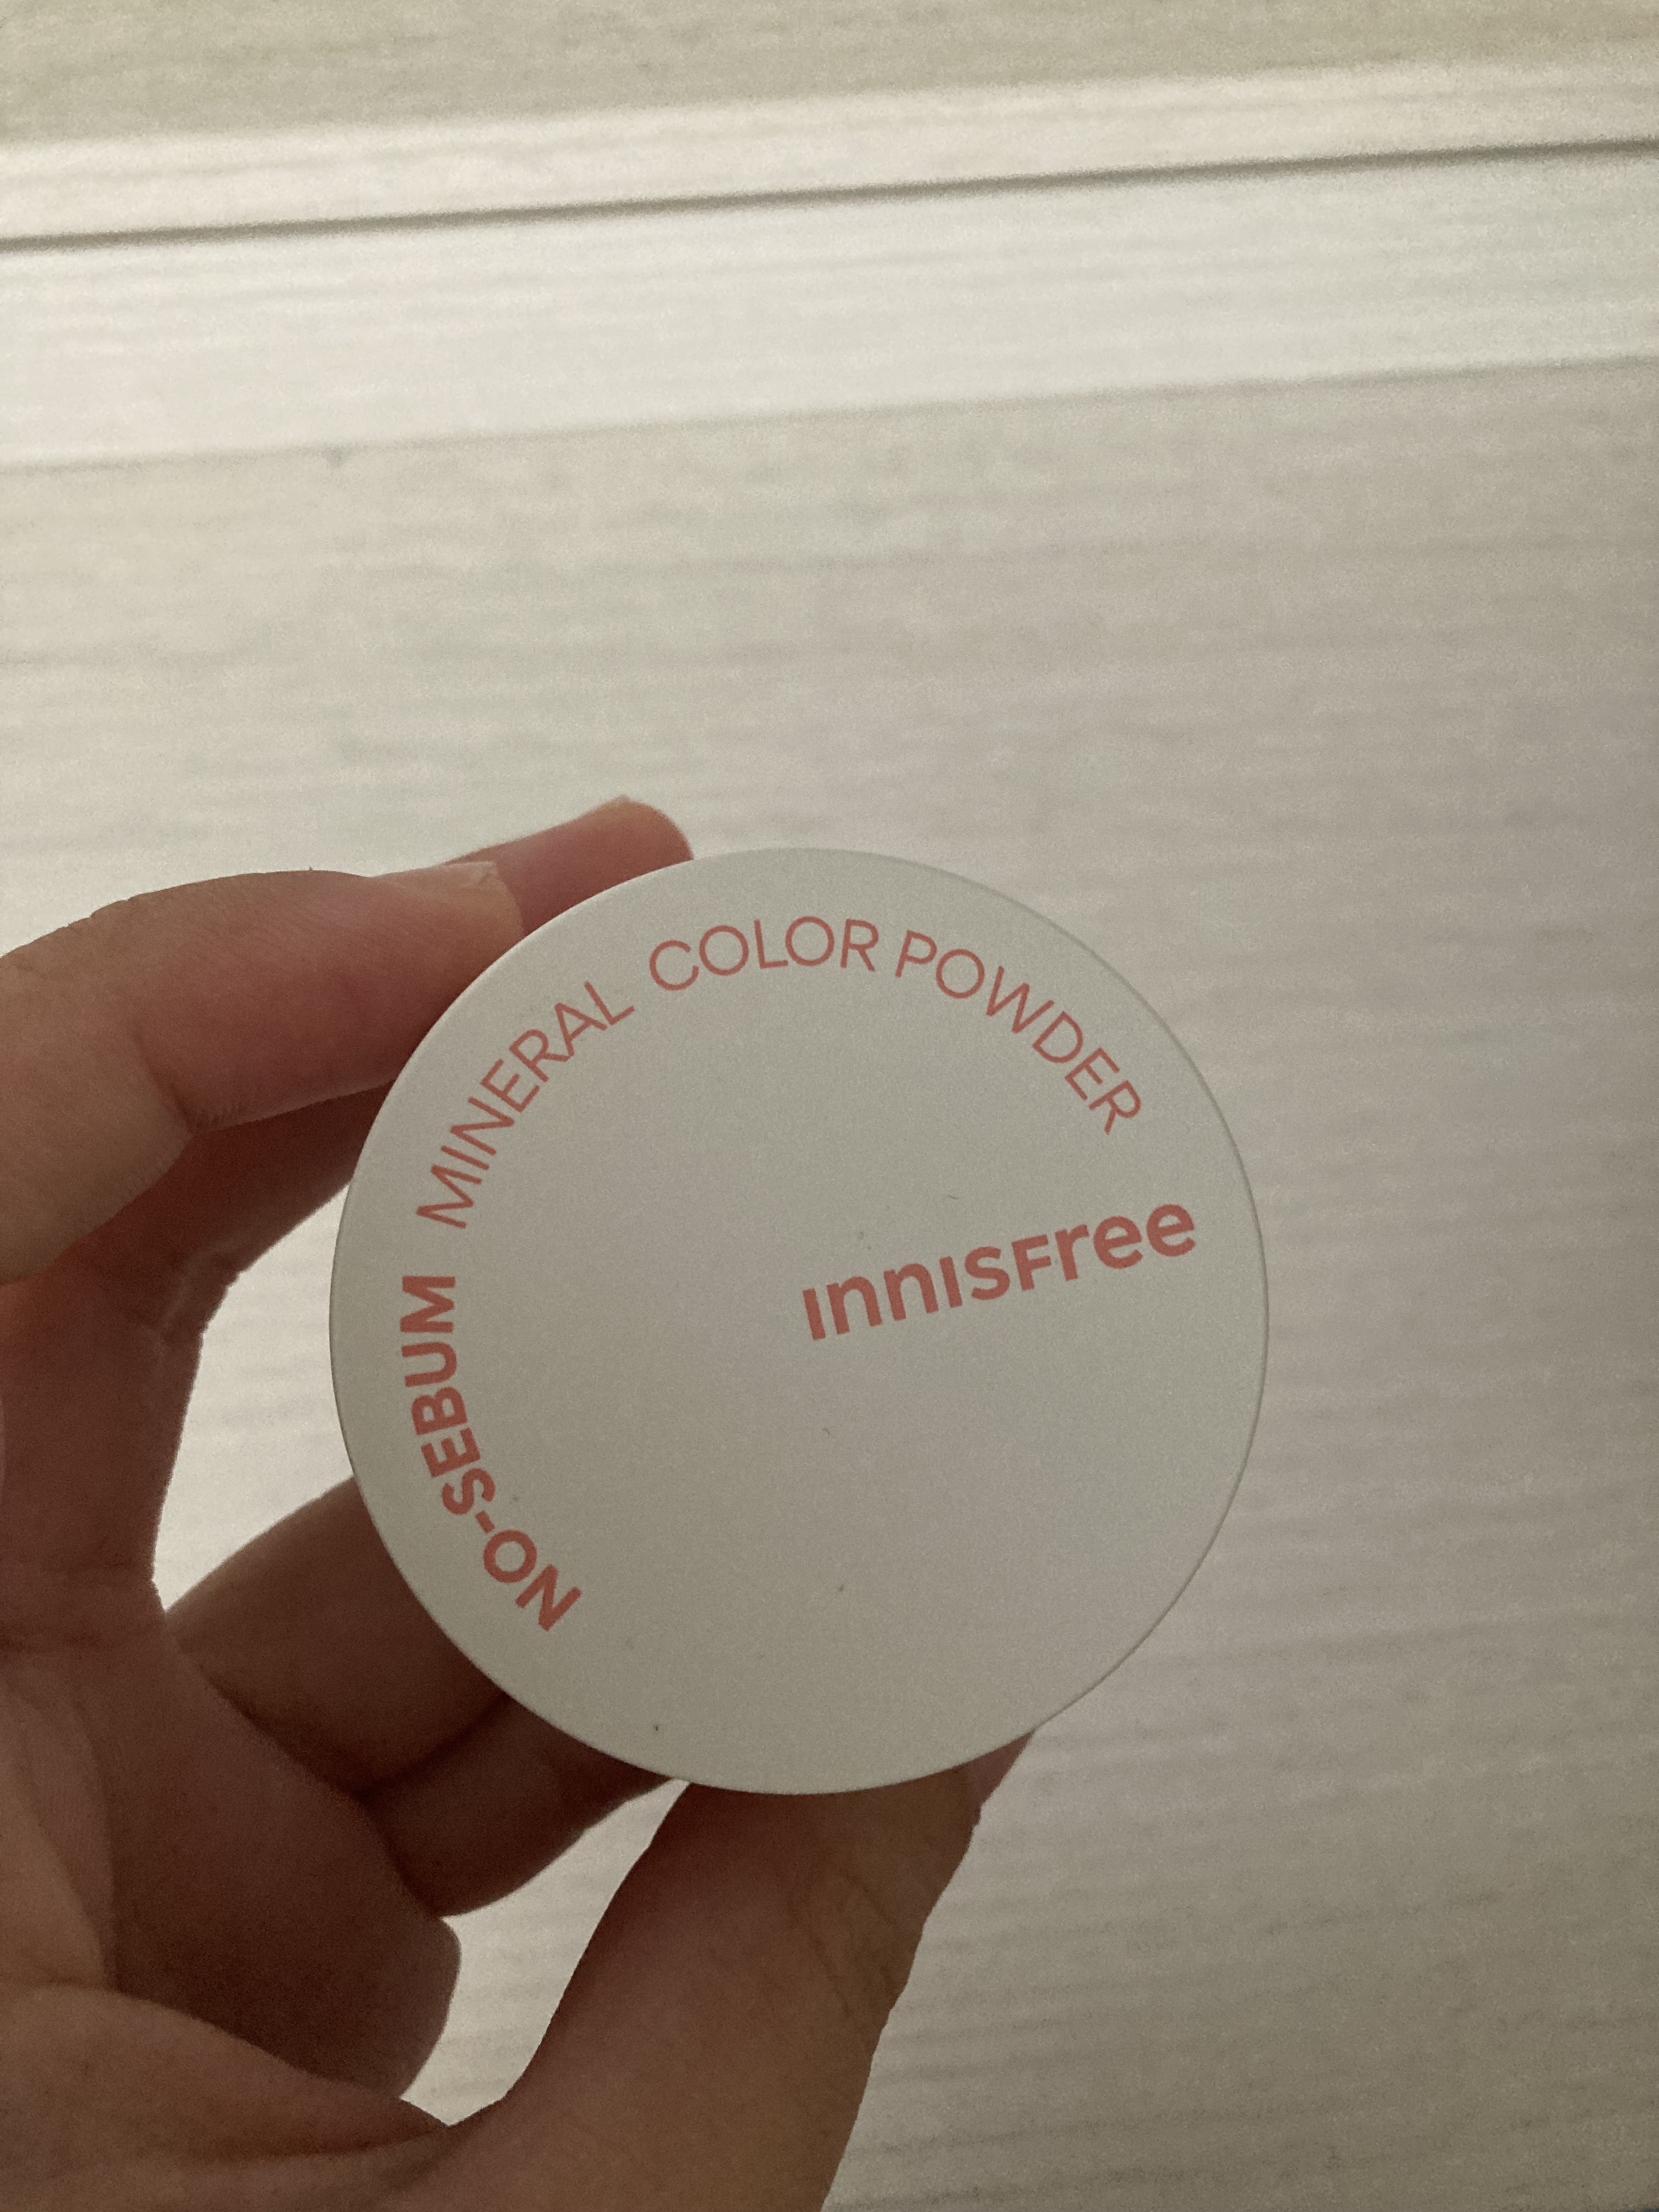 NO-SEBUM MINERAL COLOR POWDER
innisfree